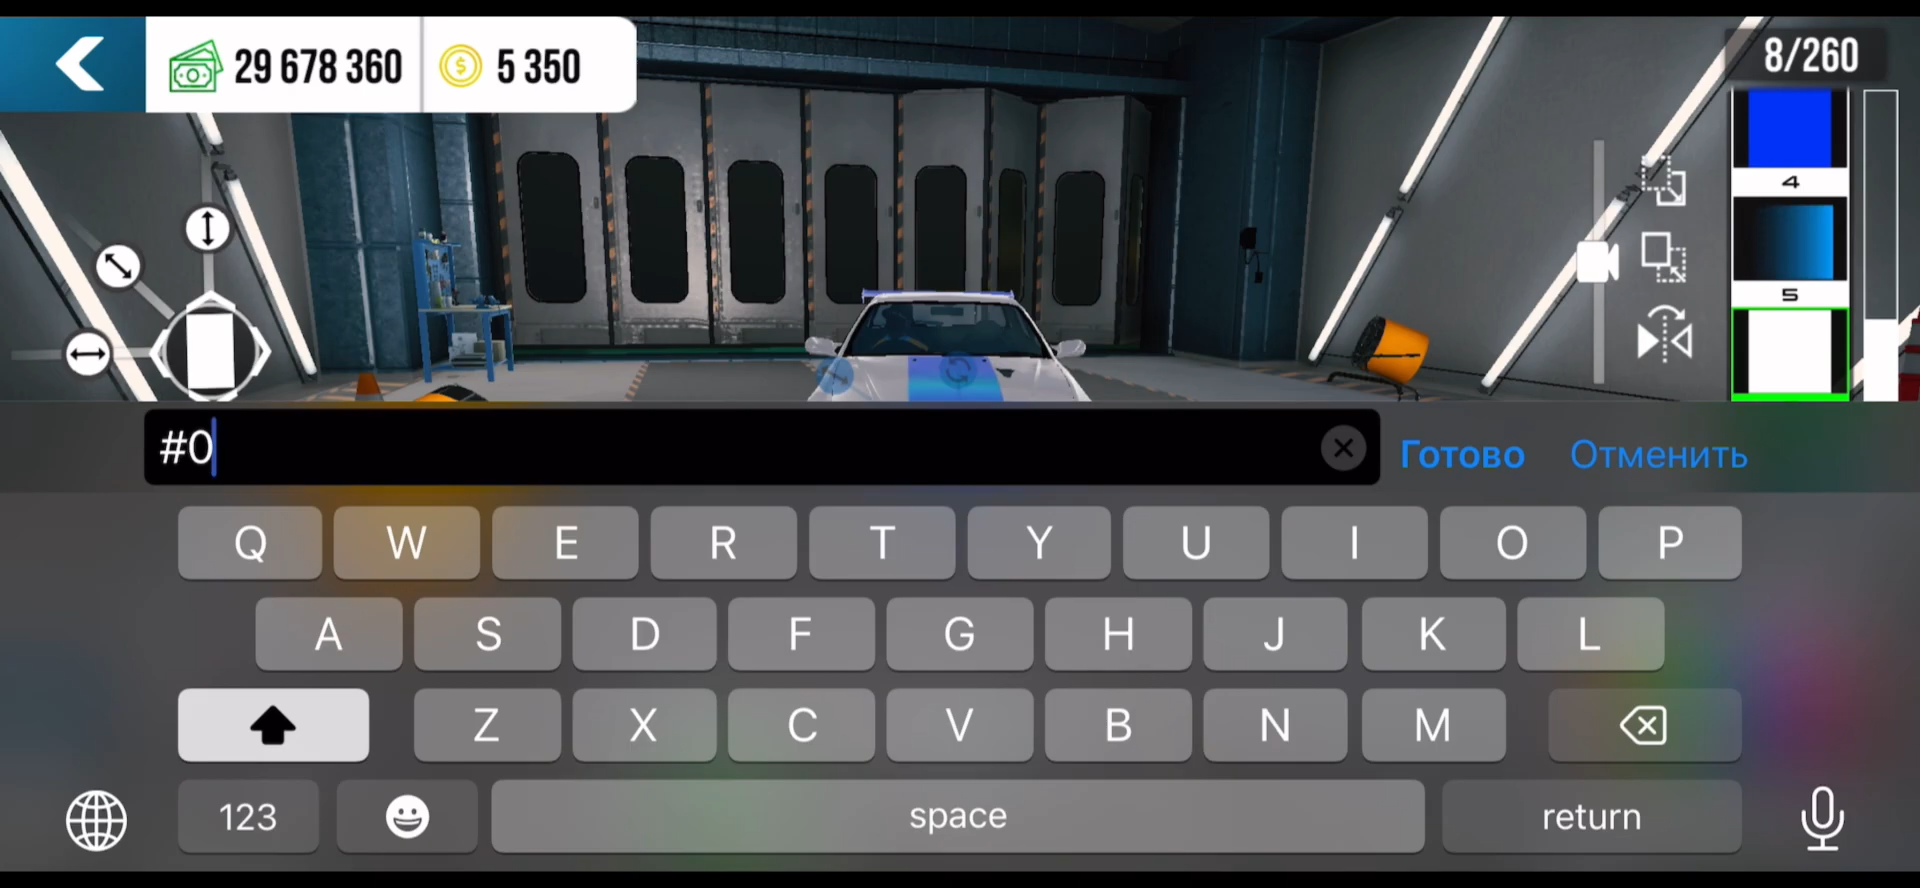 29 678 360 5 350
8/260
4
5
#0
Готово Отменить
Q W E R T Y U I O P
A S D F G H J K L
Z X C V B N M
123 space return